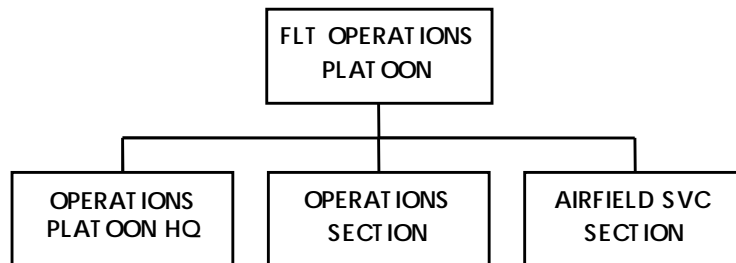 FLT OPERATIONS
PLATOON
OPERATIONS
PLATOON HQ
OPERATIONS
SECTION
AIRFIELD SVC
SECTION